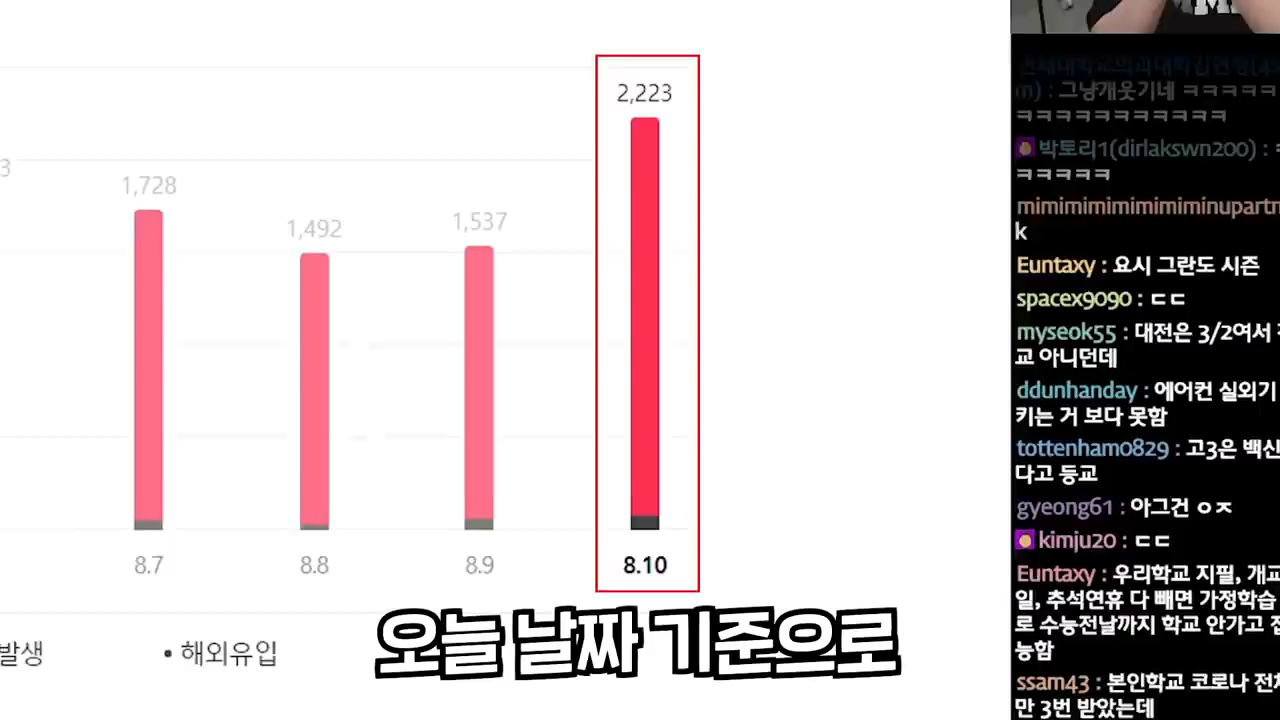 2,223
3
1,728
1,492
1,537
8.7
8.8
8.9
8.10
발생
• 해외유입
오늘 날짜 기준으로
m) : 그냥개웃기네 ㅋㅋㅋㅋㅋ
ㅋㅋㅋㅋㅋㅋㅋㅋㅋㅋㅋ
박토리1(dirlakswn200) :
ㅋㅋㅋㅋㅋ
mimimimimimimiminupartn
k
Euntaxy : 요시 그란도 시즌
spacex9090 : ㄷㄷ
myseok55 : 대전은 3/2여서
교 아니던데
ddunhanday : 에어컨 실외기
키는 거 보다 못함
tottenham0829 : 고3은 백신
다고 등교
gyeong61 : 아그건 ㅇㅈ
kimju20 : ㄷㄷ
Euntaxy : 우리학교 지필, 개교
일, 추석연휴 다 빼면 가정학습
로 수능전날까지 학교 안가고
능함
ssam43 : 본인학교 코로나 전
만 3번 받았는데